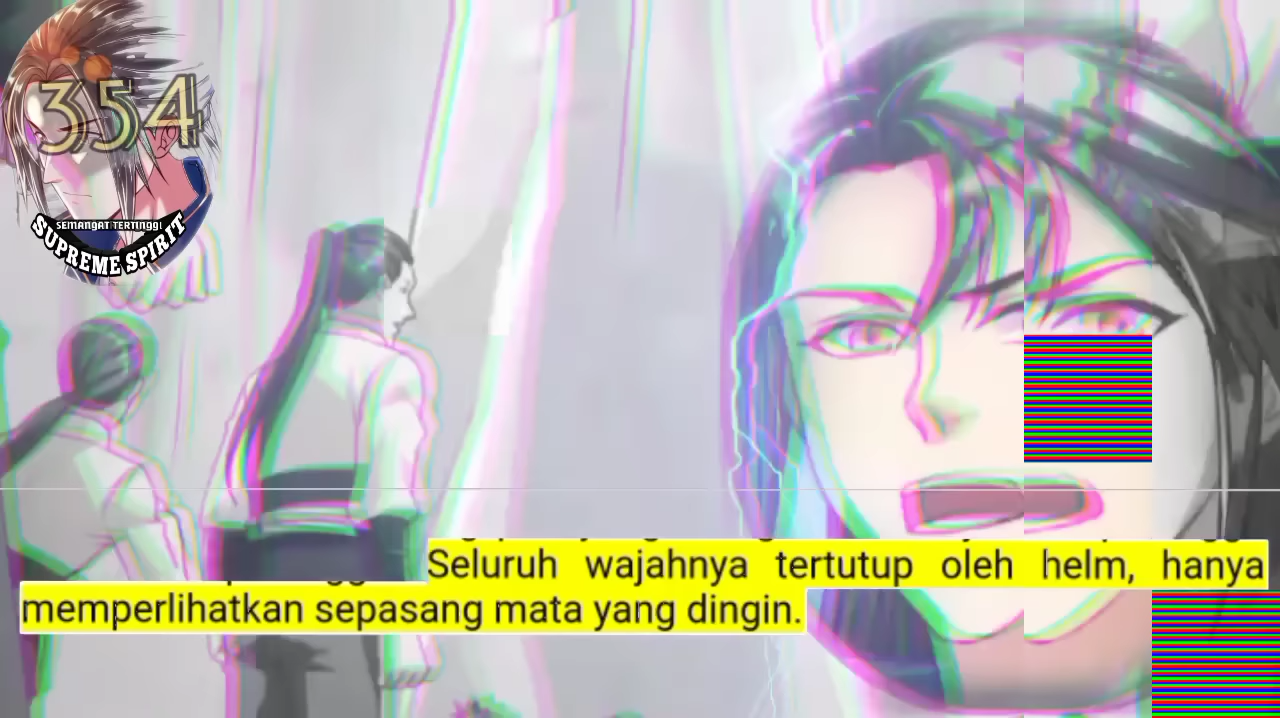 354
SEMANGAT TERTINGGI
SUPREME SPIRIT
Seluruh wajahnya tertutup oleh helm, hanya
memperlihatkan sepasang mata yang dingin.